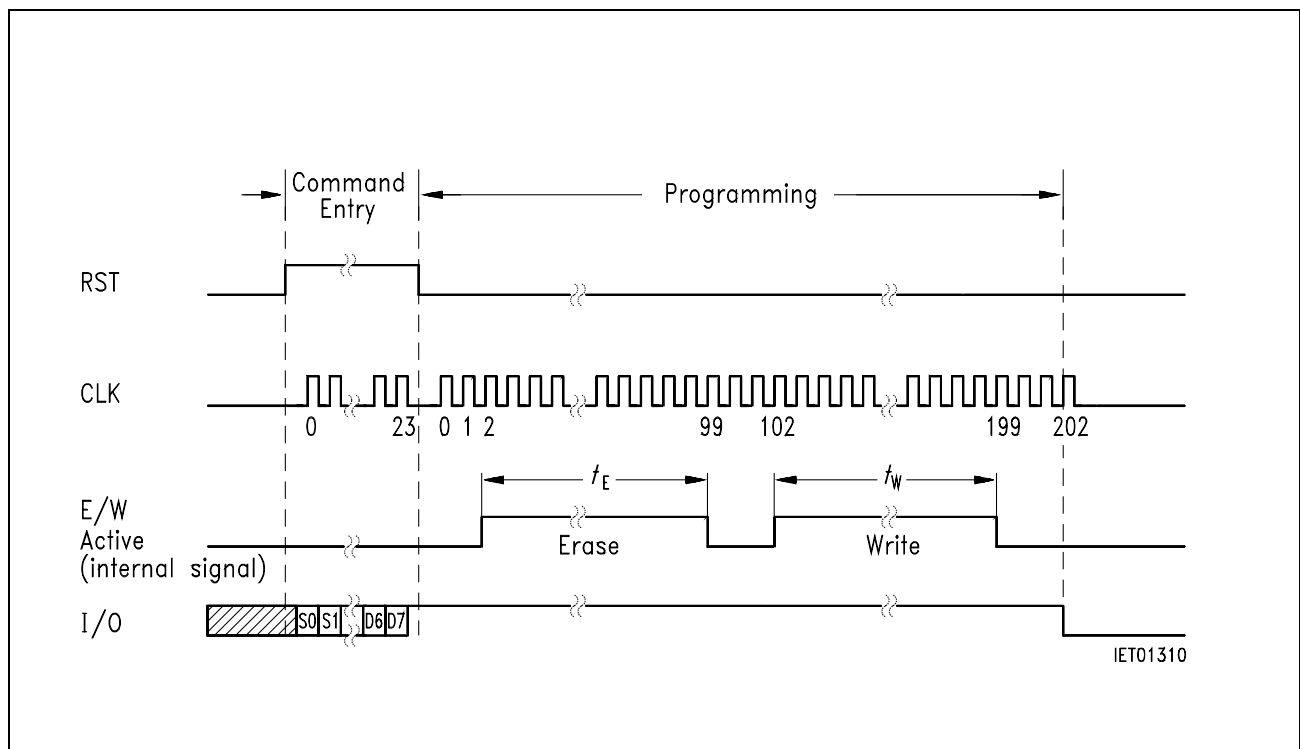 Command
Entry
Programming
RST
CLK
0 23 0 1 2 99 102 199 202
tE tW
E/W
Active
(internal signal)
Erase Write
I/O
S0 S1 D6 D7
IET01310